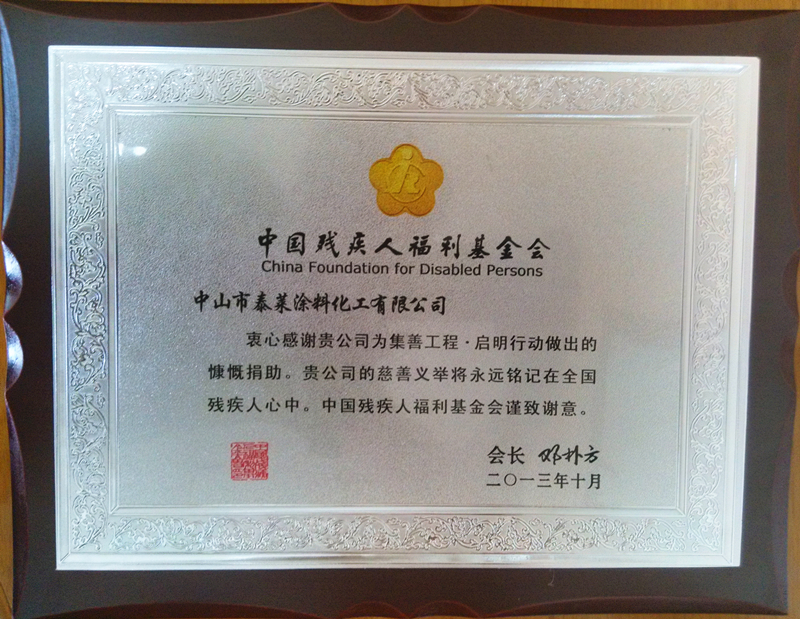 中国残疾人福利基金会
China Foundation for Disabled Persons
中山市泰莱涂料化工有限公司
衷心感谢贵公司为集善工程·启明行动做出的
慷慨捐助。贵公司的慈善义举将永远铭记在全国
残疾人心中。中国残疾人福利基金会谨致谢意。
会长 邓朴方
二〇一三年十月